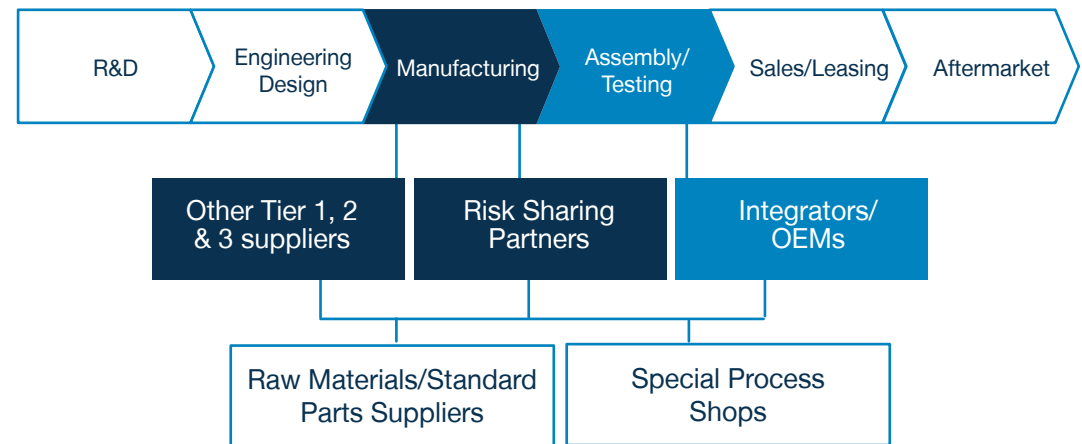 R&D
Engineering
Design
Manufacturing
Assembly/
Testing
Sales/Leasing
Aftermarket
Other Tier 1, 2
& 3 suppliers
Risk Sharing
Partners
Integrators/
OEMs
Raw Materials/Standard
Parts Suppliers
Special Process
Shops